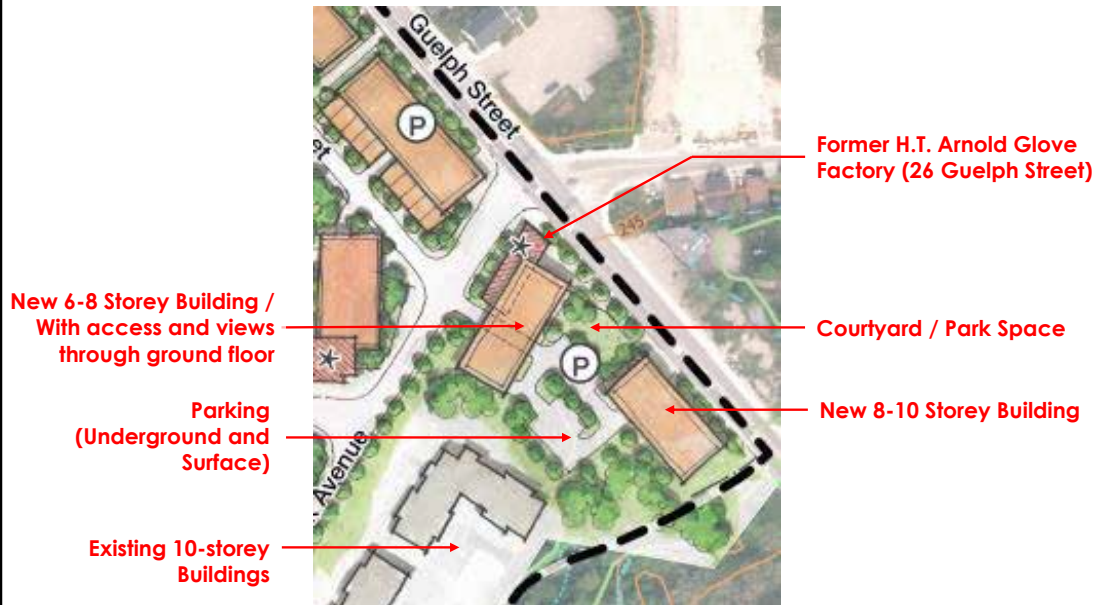 Guelph Street
P
Former H.T. Arnold Glove
Factory (26 Guelph Street)
245
New 6-8 Storey Building /
With access and views
through ground floor
Courtyard / Park Space
P
Parking
(Underground and
Surface)
New 8-10 Storey Building
Avenue
Existing 10-storey
Buildings